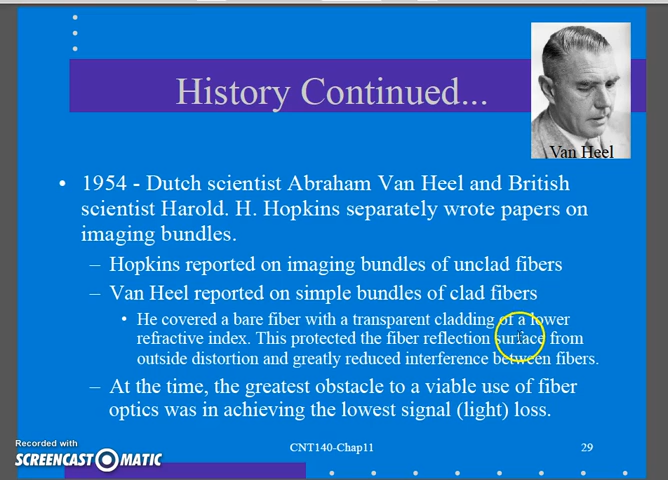 History Continued...
Van Heel
• 1954 - Dutch scientist Abraham Van Heel and British
scientist Harold. H. Hopkins separately wrote papers on
imaging bundles.
– Hopkins reported on imaging bundles of unclad fibers
– Van Heel reported on simple bundles of clad fibers
• He covered a bare fiber with a transparent cladding of a lower
refractive index. This protected the fiber reflection surface from
outside distortion and greatly reduced interference between fibers.
– At the time, the greatest obstacle to a viable use of fiber
optics was in achieving the lowest signal (light) loss.
Recorded with
SCREENCAST-O-MATIC
CNT140-Chap11
29